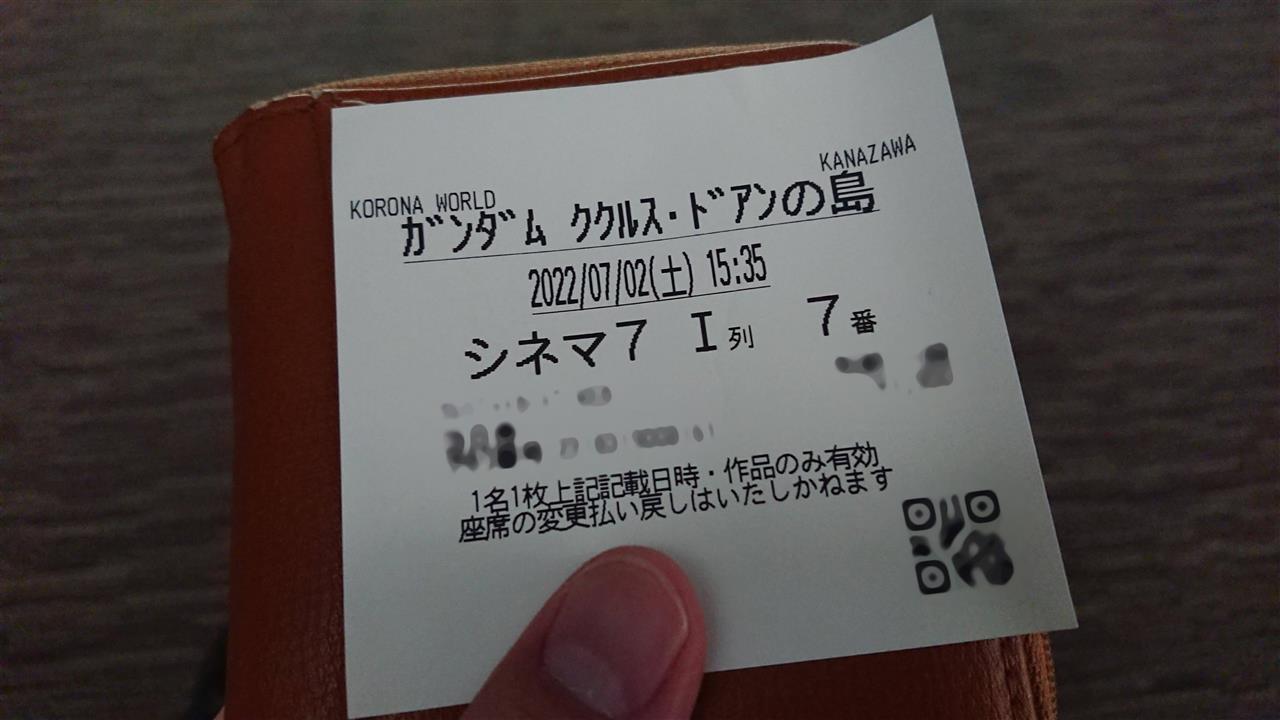 KORONA WORLD KANAZAWA
ガンダム ククルス・ドアンの島
2022/07/02(土) 15:35
シネマ7 I列 7番
1名1枚上記記載日時・作品のみ有効
座席の変更払い戻しはいたしかねます